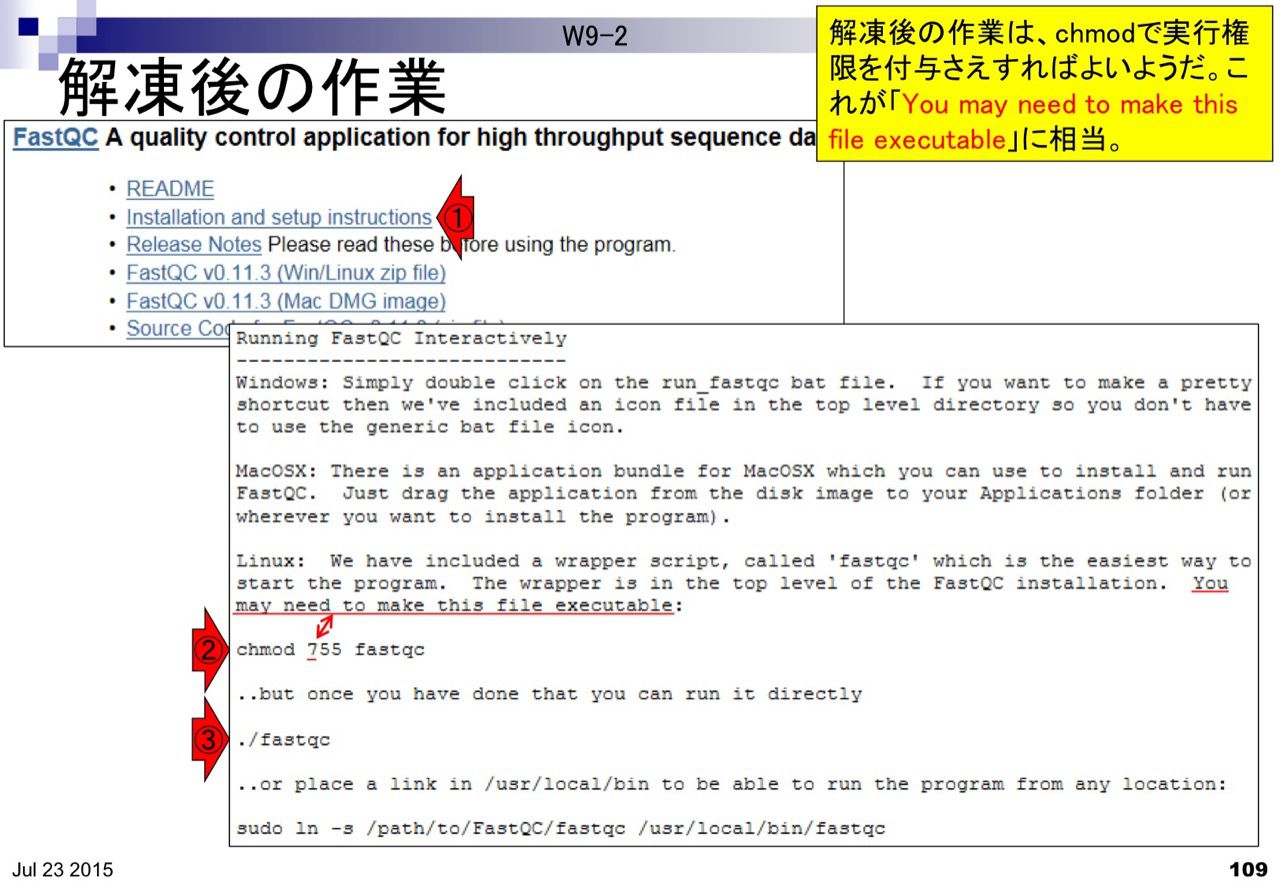 W9-2
解凍後の作業
解凍後の作業は、chmodで実行権
限を付与さえすればよいようだ。こ
れが「You may need to make this
file executable」に相当。
FastQC A quality control application for high throughput sequence da
• README
• Installation and setup instructions
①
• Release Notes Please read these before using the program.
• FastQC v0.11.3 (Win/Linux zip file)
• FastQC v0.11.3 (Mac DMG image)
• Source
Running FastQC Interactively
----------------------------
Windows: Simply double click on the run_fastqc bat file.  If you want to make a pretty
shortcut then we've included an icon file in the top level directory so you don't have
to use the generic bat file icon.
MacOSX: There is an application bundle for MacOSX which you can use to install and run
FastQC.  Just drag the application from the disk image to your Applications folder (or
wherever you want to install the program).
Linux:  We have included a wrapper script, called 'fastqc' which is the easiest way to
start the program.  The wrapper is in the top level of the FastQC installation.  You
may need to make this file executable:
② chmod 755 fastqc
..but once you have done that you can run it directly
③ ./fastqc
..or place a link in /usr/local/bin to be able to run the program from any location:
sudo ln -s /path/to/FastQC/fastqc /usr/local/bin/fastqc
Jul 23 2015
109